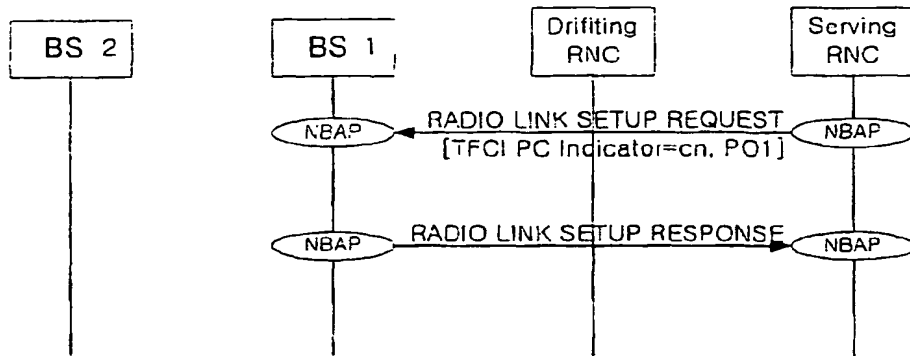 BS 2
BS 1
Drifiting
RNC
Serving
RNC
NBAP
RADIO LINK SETUP REQUEST
NBAP
[TFCI PC Indicator=cn, PO1]
NBAP
RADIO LINK SETUP RESPONSE
NBAP